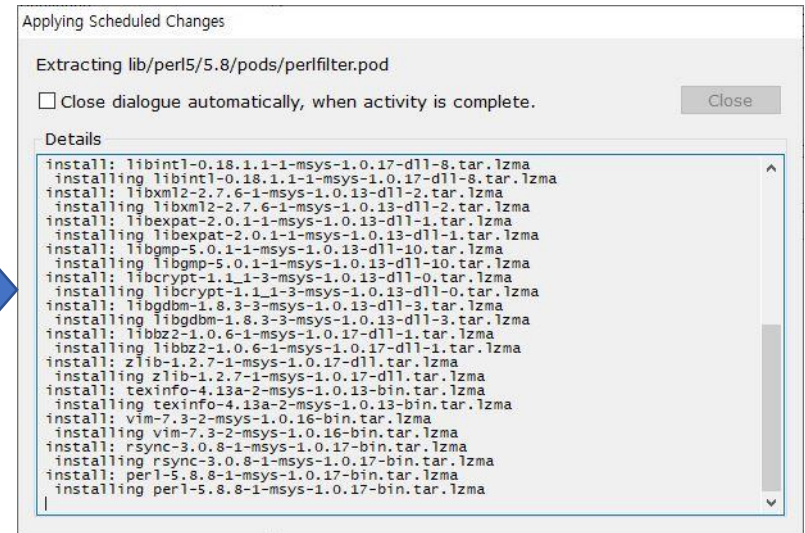 Applying Scheduled Changes
Extracting lib/perl5/5.8/pods/perlfilter.pod
Close dialogue automatically, when activity is complete.
Close
Details
install: libintl-0.18.1.1-1-msys-1.0.17-dll-8.tar.lzma
 installing libintl-0.18.1.1-1-msys-1.0.17-dll-8.tar.lzma
install: libxml2-2.7.6-1-msys-1.0.13-dll-2.tar.lzma
 installing libxml2-2.7.6-1-msys-1.0.13-dll-2.tar.lzma
install: libexpat-2.0.1-1-msys-1.0.13-dll-1.tar.lzma
 installing libexpat-2.0.1-1-msys-1.0.13-dll-1.tar.lzma
install: libgmp-5.0.1-1-msys-1.0.13-dll-10.tar.lzma
 installing libgmp-5.0.1-1-msys-1.0.13-dll-10.tar.lzma
install: libcrypt-1.1_1-3-msys-1.0.13-dll-0.tar.lzma
 installing libcrypt-1.1_1-3-msys-1.0.13-dll-0.tar.lzma
install: libgdbm-1.8.3-3-msys-1.0.13-dll-3.tar.lzma
 installing libgdbm-1.8.3-3-msys-1.0.13-dll-3.tar.lzma
install: libbz2-1.0.6-1-msys-1.0.17-dll-1.tar.lzma
 installing libbz2-1.0.6-1-msys-1.0.17-dll-1.tar.lzma
install: zlib-1.2.7-1-msys-1.0.17-dll.tar.lzma
 installing zlib-1.2.7-1-msys-1.0.17-dll.tar.lzma
install: texinfo-4.13a-2-msys-1.0.13-bin.tar.lzma
 installing texinfo-4.13a-2-msys-1.0.13-bin.tar.lzma
install: vim-7.3-2-msys-1.0.16-bin.tar.lzma
 installing vim-7.3-2-msys-1.0.16-bin.tar.lzma
install: rsync-3.0.8-1-msys-1.0.17-bin.tar.lzma
 installing rsync-3.0.8-1-msys-1.0.17-bin.tar.lzma
install: perl-5.8.8-1-msys-1.0.17-bin.tar.lzma
 installing perl-5.8.8-1-msys-1.0.17-bin.tar.lzma